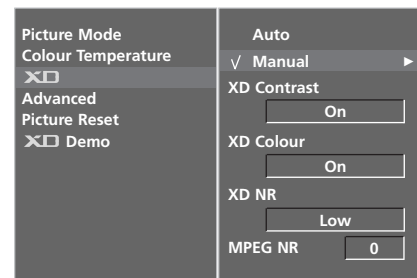 Picture Mode
Colour Temperature
XD
Advanced
Picture Reset
XD Demo
Auto
√ Manual ►
XD Contrast
On
XD Colour
On
XD NR
Low
MPEG NR 0